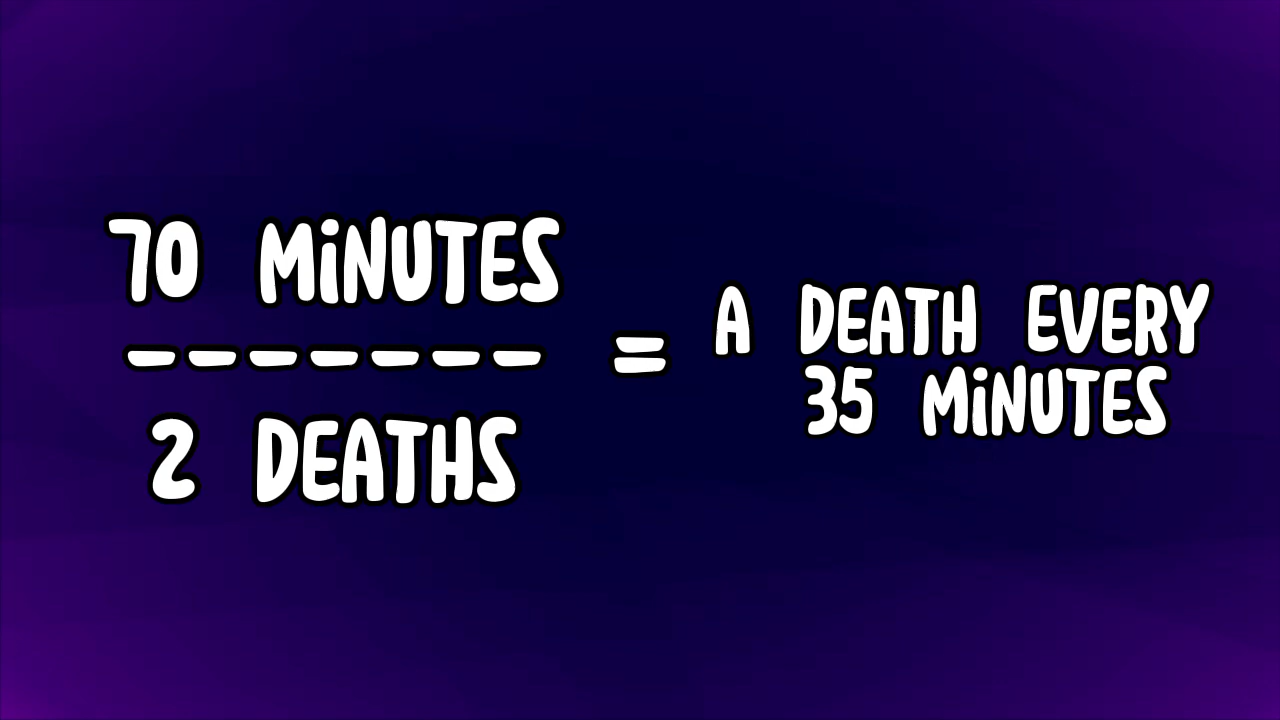 70 MiNUTES
-------
2 DEATHS
=
A DEATH EVERY
35 MiNUTES